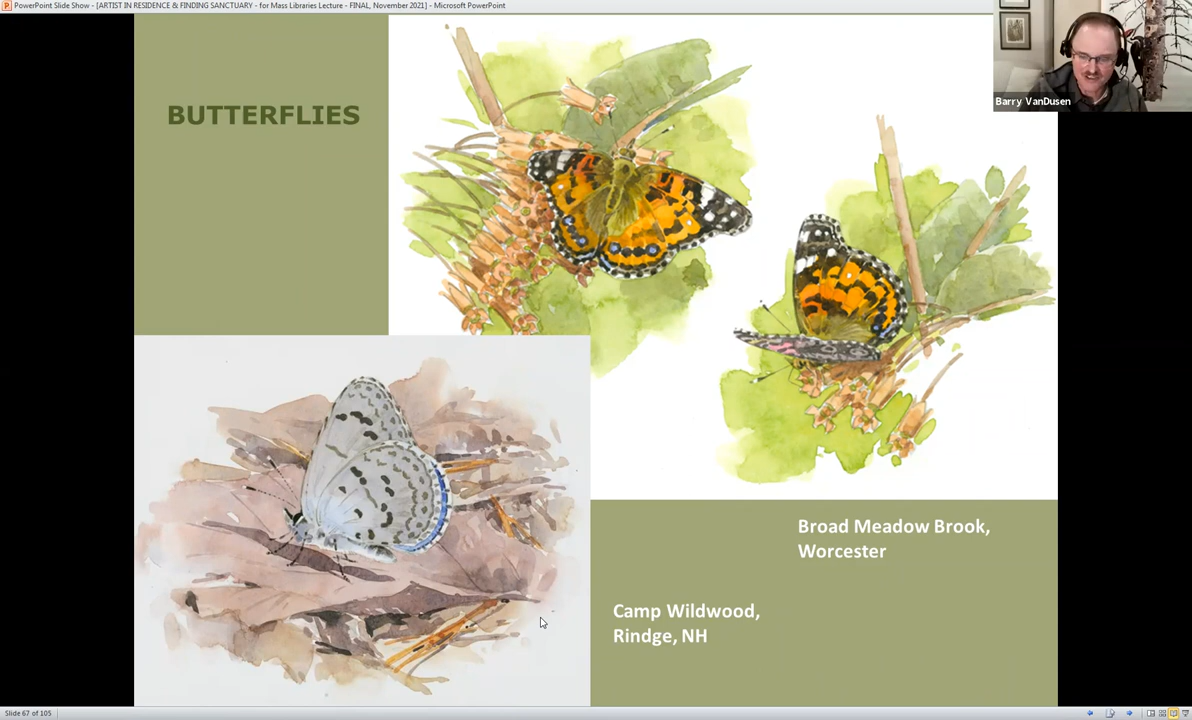 PowerPoint Slide Show - [ARTIST IN RESIDENCE & FINDING SANCTUARY - for Mass Libraries Lecture - FINAL, November 2021] - Microsoft PowerPoint
BUTTERFLIES
Barry VanDusen
Broad Meadow Brook,
Worcester
Camp Wildwood,
Rindge, NH
Slide 67 of 105